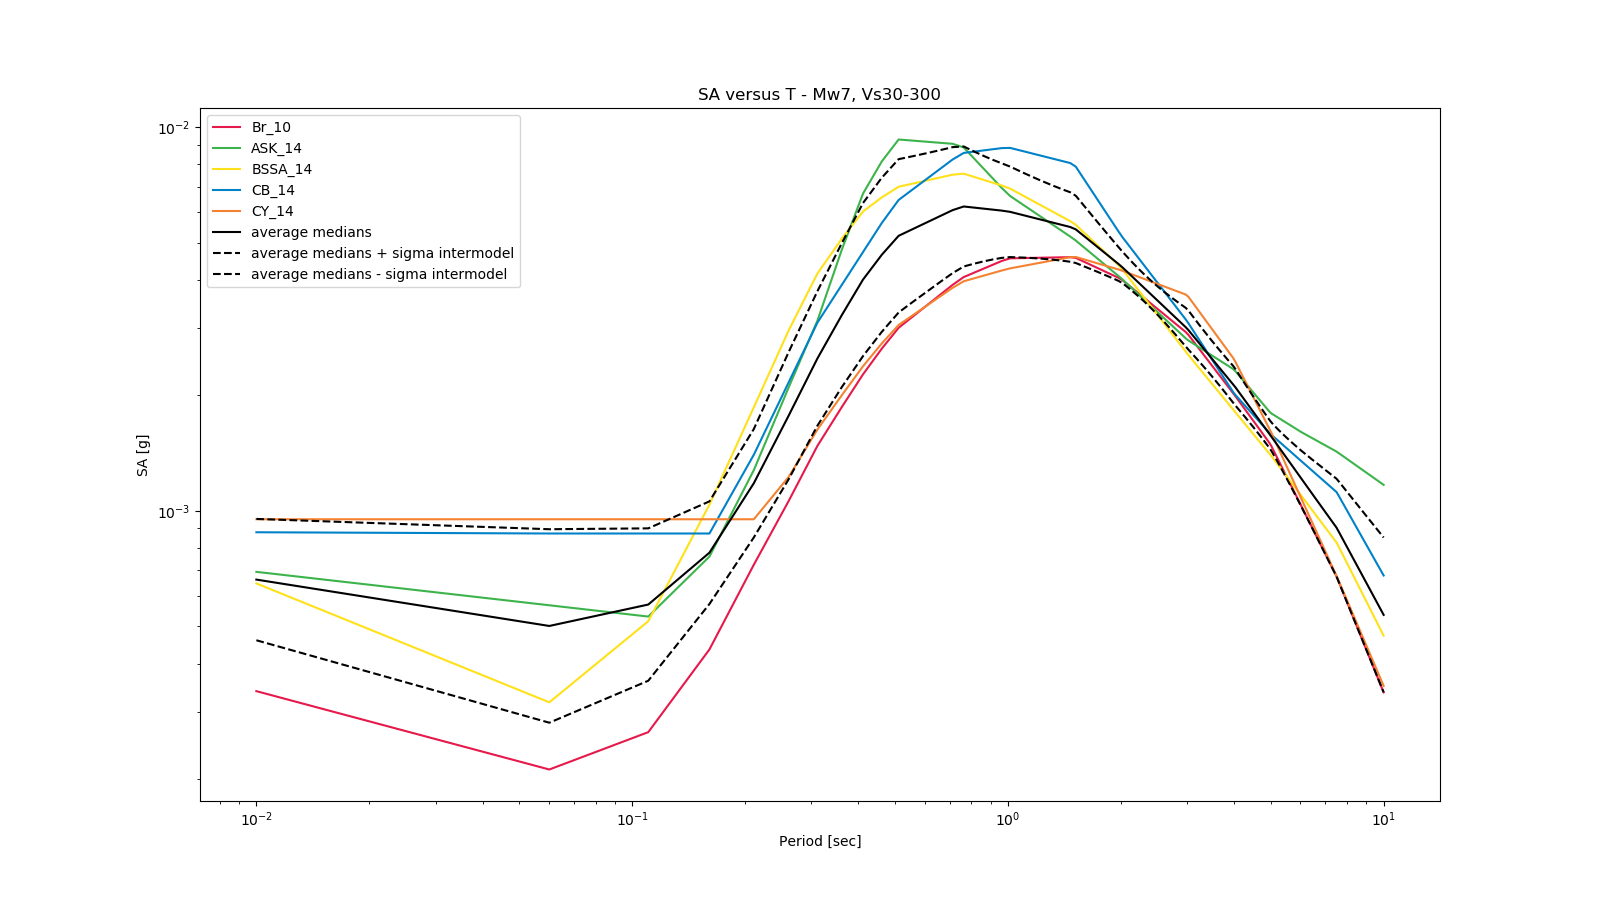 SA versus T - Mw7, Vs30-300
10⁻²
10⁻³
SA [g]
Br_10
ASK_14
BSSA_14
CB_14
CY_14
average medians
average medians + sigma intermodel
average medians - sigma intermodel
10⁻² 10⁻¹ 10⁰ 10¹
Period [sec]